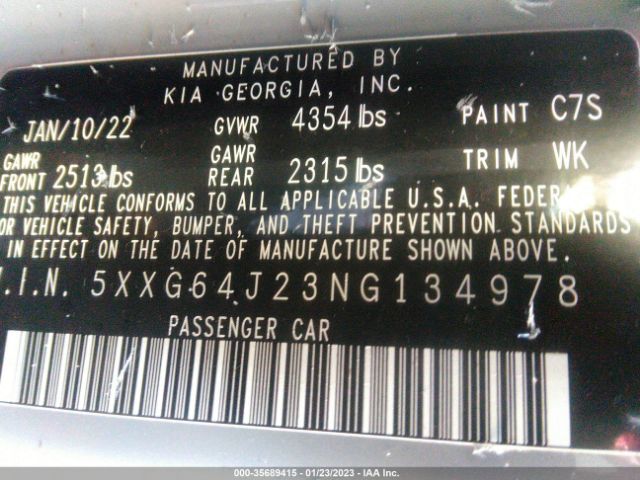 MANUFACTURED BY
KIA GEORGIA, INC.
JAN/10/22 GVWR 4354 lbs PAINT C7S
GAWR FRONT 2513 lbs GAWR REAR 2315 lbs TRIM WK
THIS VEHICLE CONFORMS TO ALL APPLICABLE U.S.A. FEDERA
OR VEHICLE SAFETY, BUMPER, AND THEFT PREVENTION STANDARDS
IN EFFECT ON THE DATE OF MANUFACTURE SHOWN ABOVE.
.I.N. 5XXG64J23NG134978
PASSENGER CAR
000-35689415 - 01/23/2023 - IAA Inc.